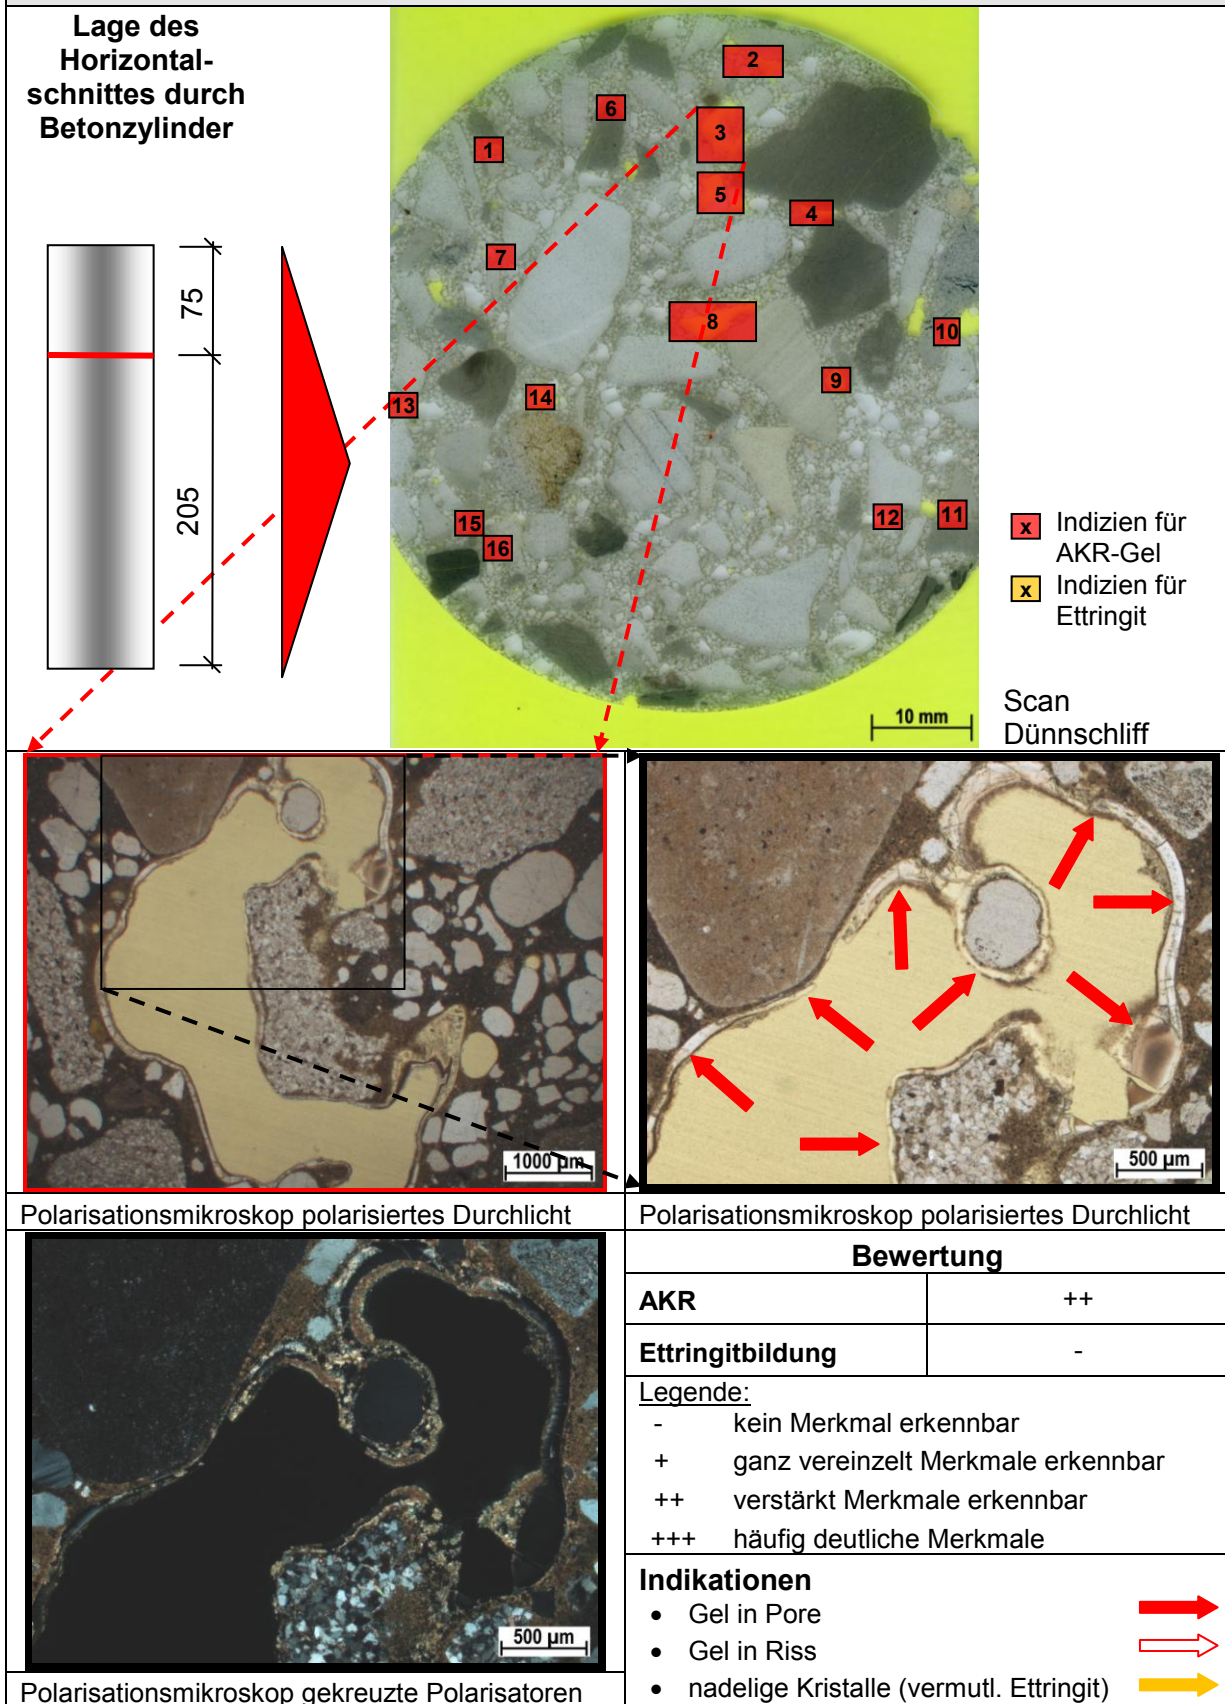 Lage des
Horizontal-
schnittes durch
Betonzylinder
75
205
2
6
3
1
5
4
7
8
10
9
14
13
12
11
15
16
x Indizien für
AKR-Gel
x Indizien für
Ettringit
10 mm
Scan
Dünnschliff
1000 µm
500 µm
Polarisationsmikroskop polarisiertes Durchlicht
Polarisationsmikroskop polarisiertes Durchlicht
500 µm
Polarisationsmikroskop gekreuzte Polarisatoren
Bewertung
AKR ++
Ettringitbildung -
Legende:
- kein Merkmal erkennbar
+ ganz vereinzelt Merkmale erkennbar
++ verstärkt Merkmale erkennbar
+++ häufig deutliche Merkmale
Indikationen
• Gel in Pore
• Gel in Riss
• nadelige Kristalle (vermutl. Ettringit)